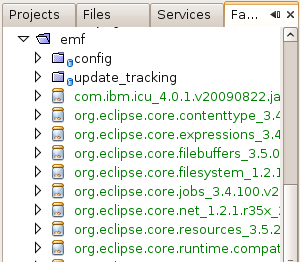 Projects Files Services Fa...
emf
config
update_tracking
com.ibm.icu_4.0.1.v20090822.ja
org.eclipse.core.contenttype_3.4
org.eclipse.core.expressions_3.4
org.eclipse.core.filebuffers_3.5.0
org.eclipse.core.filesystem_1.2.1
org.eclipse.core.jobs_3.4.100.v2
org.eclipse.core.net_1.2.1.r35x_
org.eclipse.core.resources_3.5.2
org.eclipse.core.runtime.compat